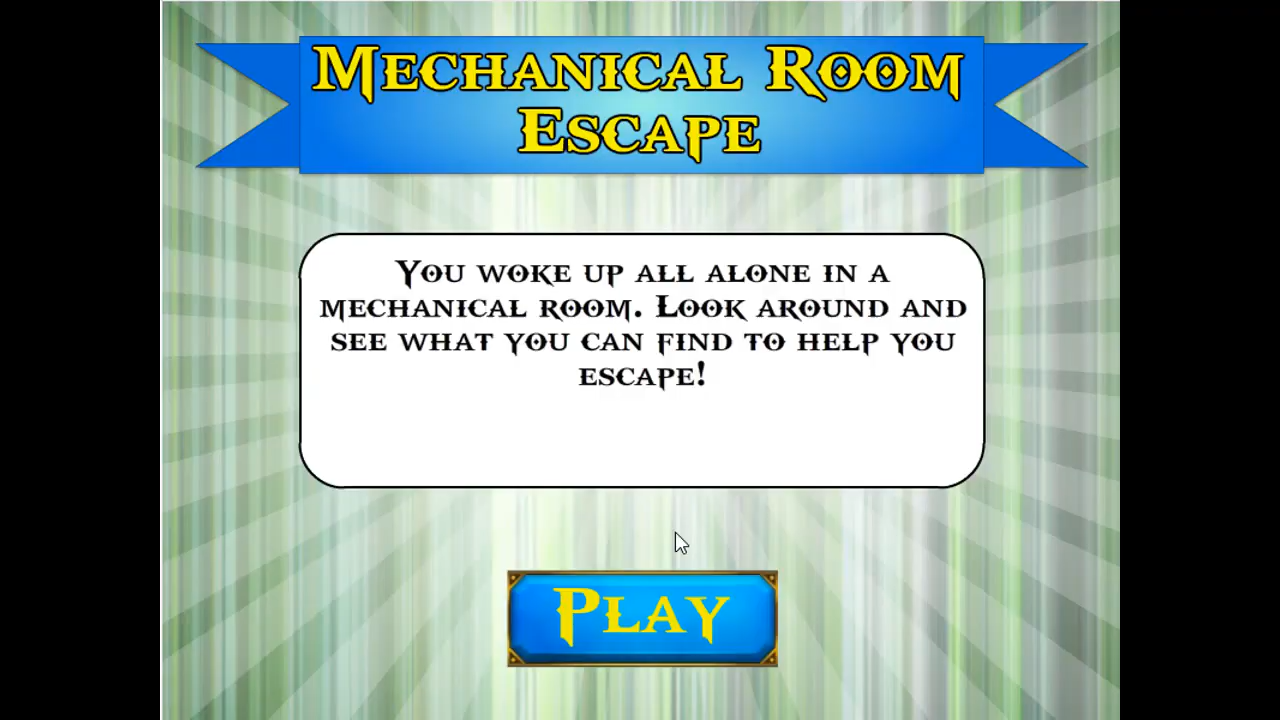 Mechanical Room
Escape
You woke up all alone in a
mechanical room. Look around and
see what you can find to help you
escape!
Play